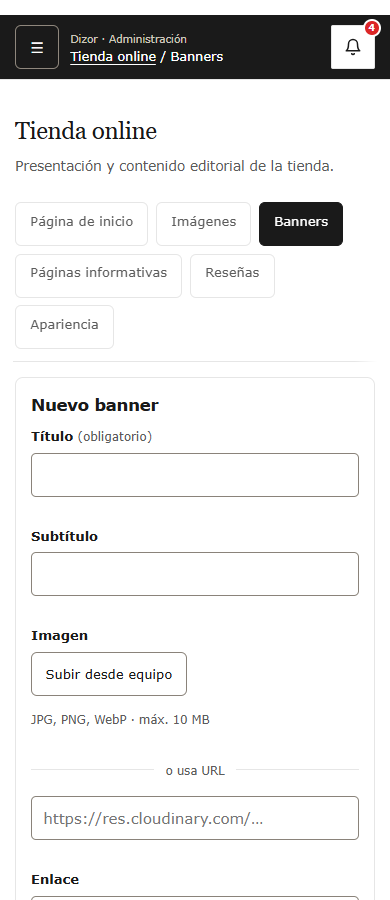 ☰
Dizor · Administración
Tienda online / Banners
4
Tienda online
Presentación y contenido editorial de la tienda.
Página de inicio
Imágenes
Banners
Páginas informativas
Reseñas
Apariencia
Nuevo banner
Título (obligatorio)
Subtítulo
Imagen
Subir desde equipo
JPG, PNG, WebP · máx. 10 MB
o usa URL
https://res.cloudinary.com/...
Enlace